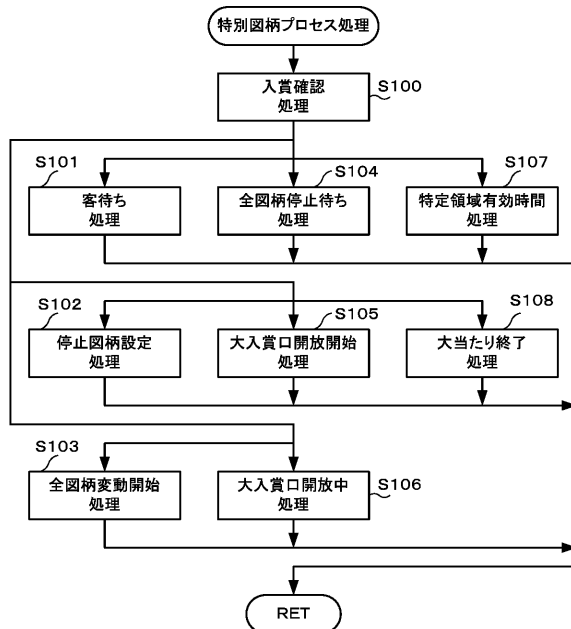 特別図柄プロセス処理
入賞確認
処理
S100
S101
客待ち
処理
S104
全図柄停止待ち
処理
S107
特定領域有効時間
処理
S102
停止図柄設定
処理
S105
大入賞口開放開始
処理
S108
大当たり終了
処理
S103
全図柄変動開始
処理
大入賞口開放中
処理
S106
RET